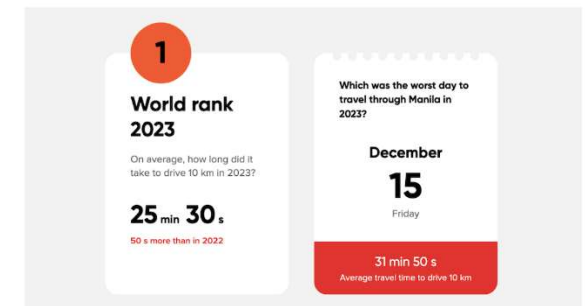 1
World rank
2023
On average, how long did it
take to drive 10 km in 2023?
25 min 30 s
50 s more than in 2022
Which was the worst day to
travel through Manila in
2023?
December
15
Friday
31 min 50 s
Average travel time to drive 10 km